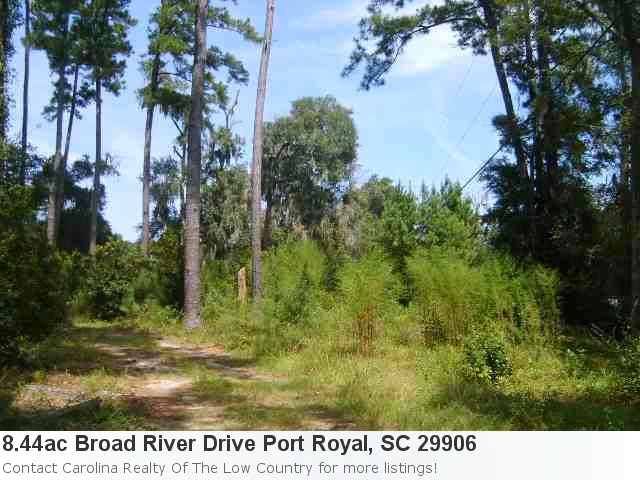 8.44ac Broad River Drive Port Royal, SC 29906
Contact Carolina Realty Of The Low Country for more listings!